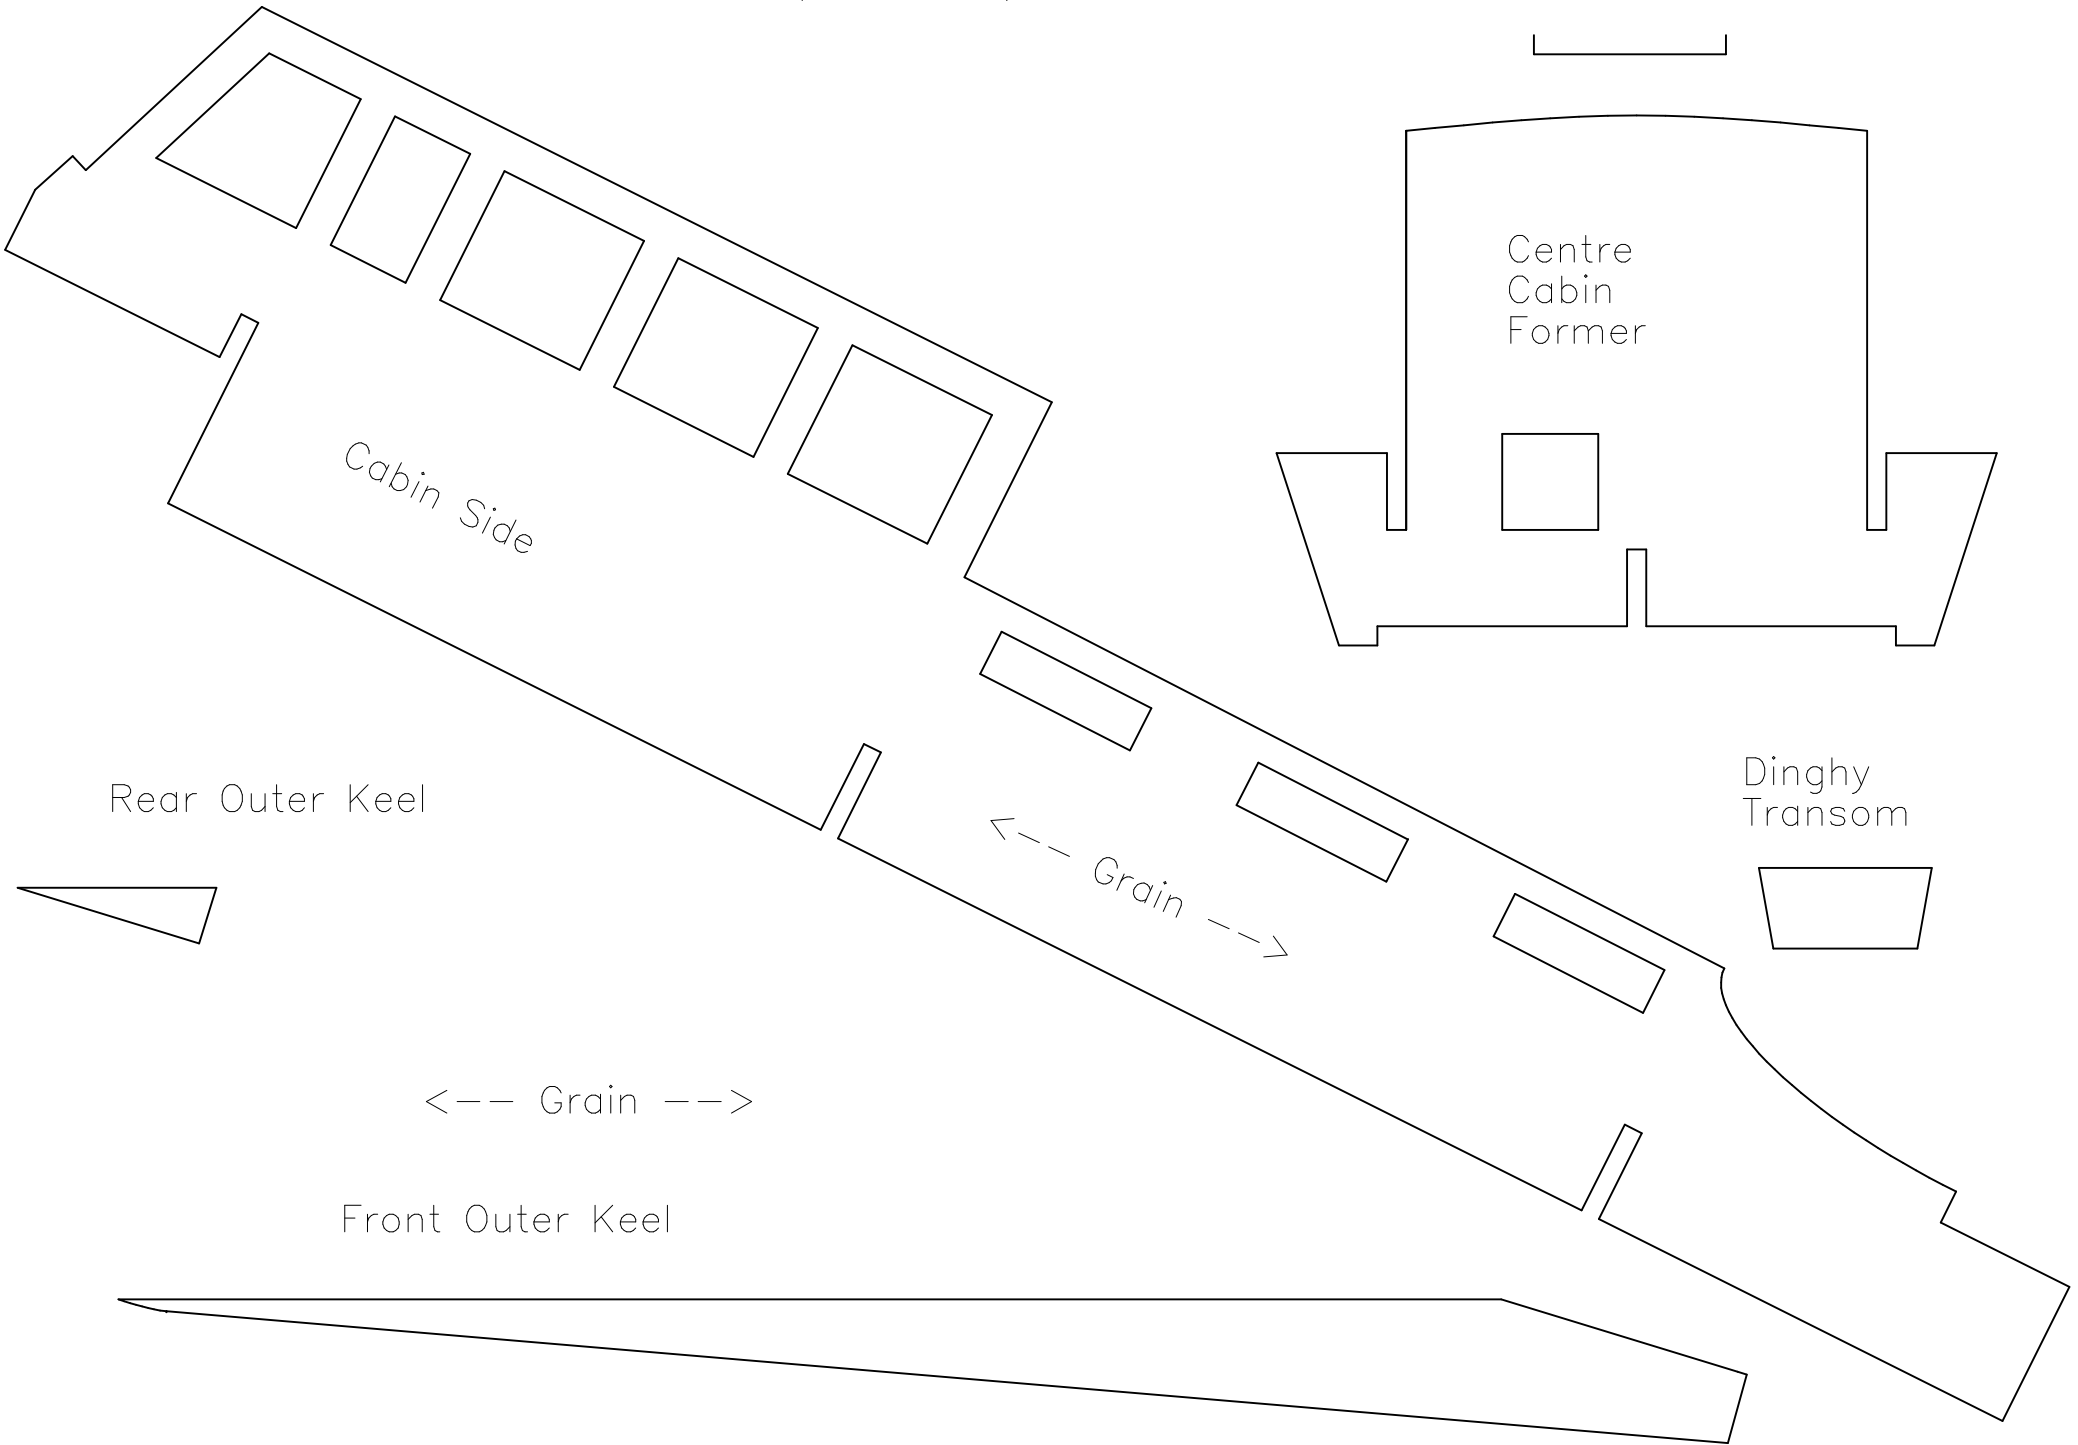 Centre
Cabin
Former
Cabin Side
Rear Outer Keel
Dinghy
Transom
<-- Grain -->
<-- Grain -->
Front Outer Keel